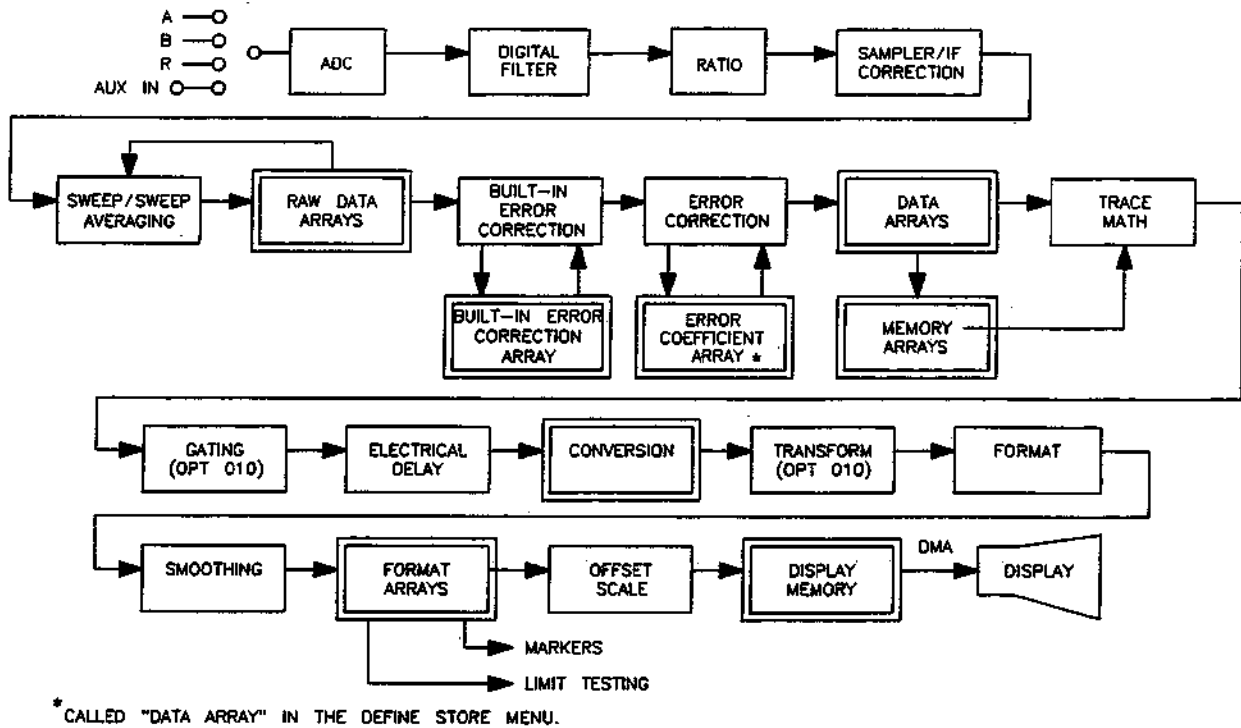 A
B
R
AUX IN
ADC
DIGITAL
FILTER
RATIO
SAMPLER/IF
CORRECTION
SWEEP/SWEEP
AVERAGING
RAW DATA
ARRAYS
BUILT-IN
ERROR
CORRECTION
ERROR
CORRECTION
DATA
ARRAYS
TRACE
MATH
BUILT-IN ERROR
CORRECTION
ARRAY
ERROR
COEFFICIENT
ARRAY *
MEMORY
ARRAYS
GATING
(OPT 010)
ELECTRICAL
DELAY
CONVERSION
TRANSFORM
(OPT 010)
FORMAT
SMOOTHING
FORMAT
ARRAYS
OFFSET
SCALE
DISPLAY
MEMORY
DMA
DISPLAY
MARKERS
LIMIT TESTING
*CALLED "DATA ARRAY" IN THE DEFINE STORE MENU.